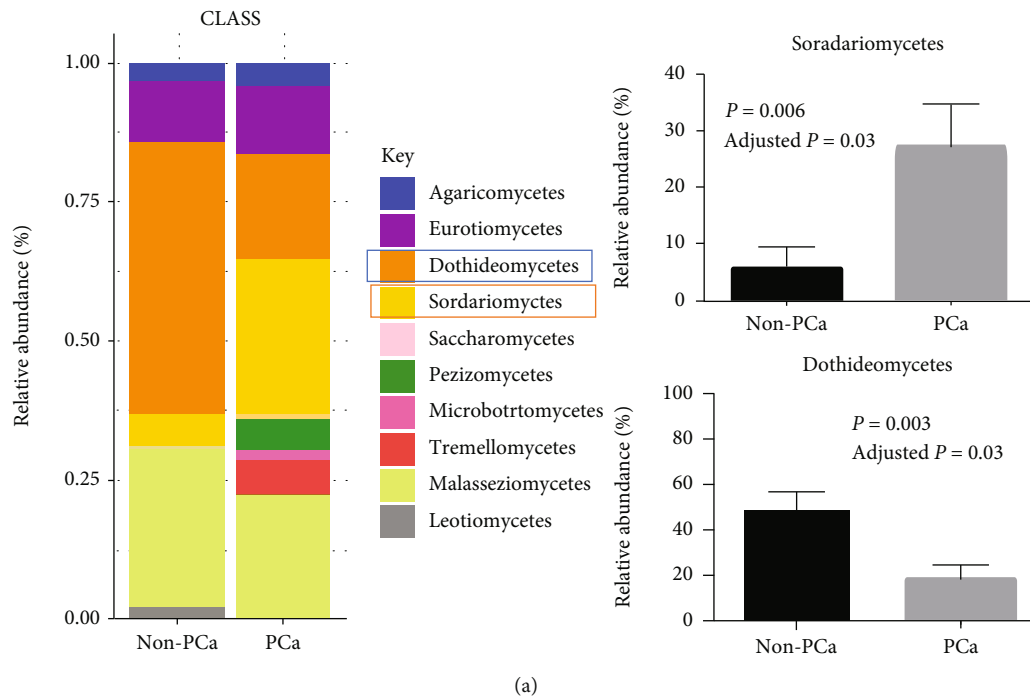 CLASS
Relative abundance (%)
1.00
0.75
0.50
0.25
0.00
Non-PCa
PCa
Key
Agaricomycetes
Eurotiomycetes
Dothideomycetes
Sordariomyctes
Saccharomycetes
Pezizomycetes
Microbotrtomycetes
Tremellomycetes
Malasseziomycetes
Leotiomycetes
Soradariomycetes
Relative abundance (%)
40
30
20
10
0
P = 0.006
Adjusted P = 0.03
Non-PCa
PCa
Dothideomycetes
Relative abundance (%)
100
80
60
40
20
0
P = 0.003
Adjusted P = 0.03
Non-PCa
PCa
(a)